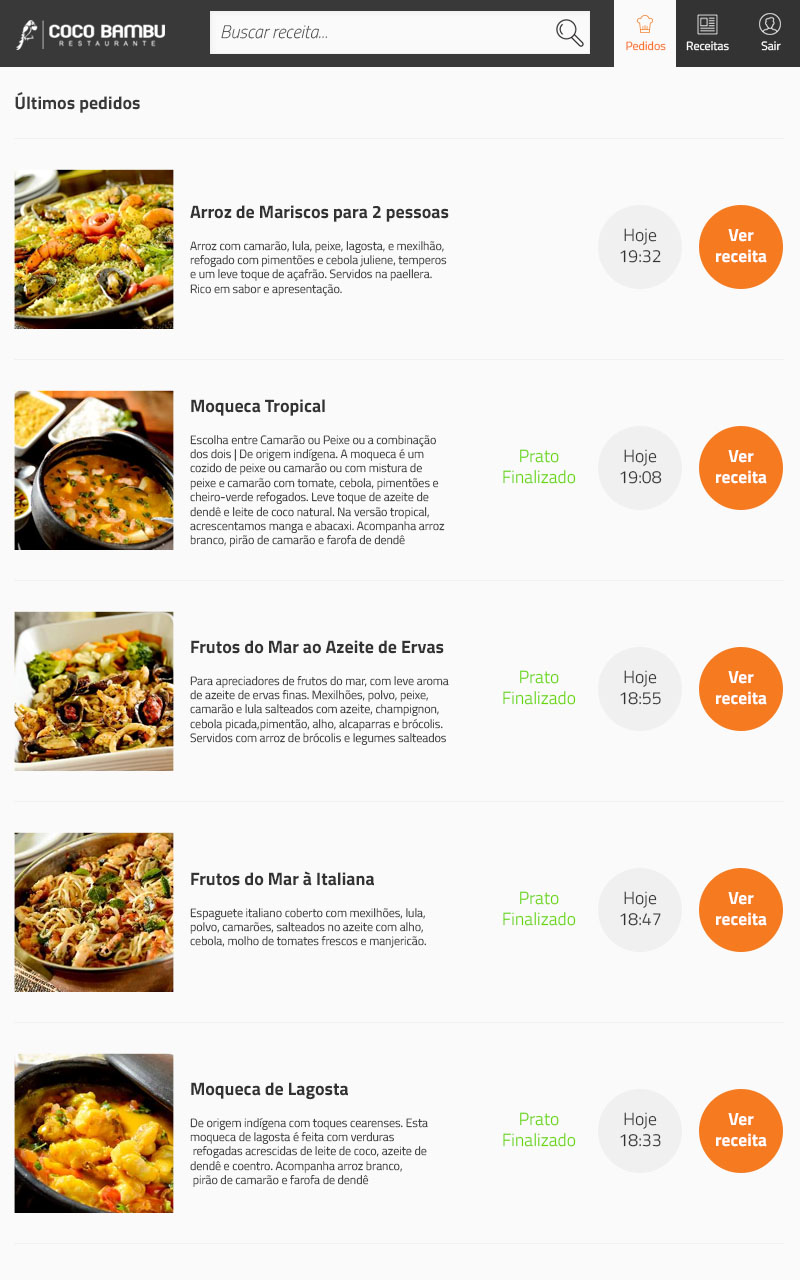 COCO BAMBU
RESTAURANTE
Buscar receita...
Pedidos
Receitas
Sair
Últimos pedidos
Arroz de Mariscos para 2 pessoas
Arroz com camarão, lula, peixe, lagosta, e mexilhão,
refogado com pimentões e cebola juliene, temperos
e um leve toque de açafrão. Servidos na paellera.
Rico em sabor e apresentação.
Hoje
19:32
Ver
receita
Moqueca Tropical
Escolha entre Camarão ou Peixe ou a combinação
dos dois | De origem indígena. A moqueca é um
cozido de peixe ou camarão ou com mistura de
peixe e camarão com tomate, cebola, pimentões e
cheiro-verde refogados. Leve toque de azeite de
dendê e leite de coco natural. Na versão tropical,
acrescentamos manga e abacaxi. Acompanha arroz
branco, pirão de camarão e farofa de dendê
Prato
Finalizado
Hoje
19:08
Ver
receita
Frutos do Mar ao Azeite de Ervas
Para apreciadores de frutos do mar, com leve aroma
de azeite de ervas finas. Mexilhões, polvo, peixe,
camarão e lula salteados com azeite, champignon,
cebola picada,pimentão, alho, alcaparras e brócolis.
Servidos com arroz de brócolis e legumes salteados
Prato
Finalizado
Hoje
18:55
Ver
receita
Frutos do Mar à Italiana
Espaguete italiano coberto com mexilhões, lula,
polvo, camarões, salteados no azeite com alho,
cebola, molho de tomates frescos e manjericão.
Prato
Finalizado
Hoje
18:47
Ver
receita
Moqueca de Lagosta
De origem indígena com toques cearenses. Esta
moqueca de lagosta é feita com verduras
refogadas acrescidas de leite de coco, azeite de
dendê e coentro. Acompanha arroz branco,
pirão de camarão e farofa de dendê
Prato
Finalizado
Hoje
18:33
Ver
receita